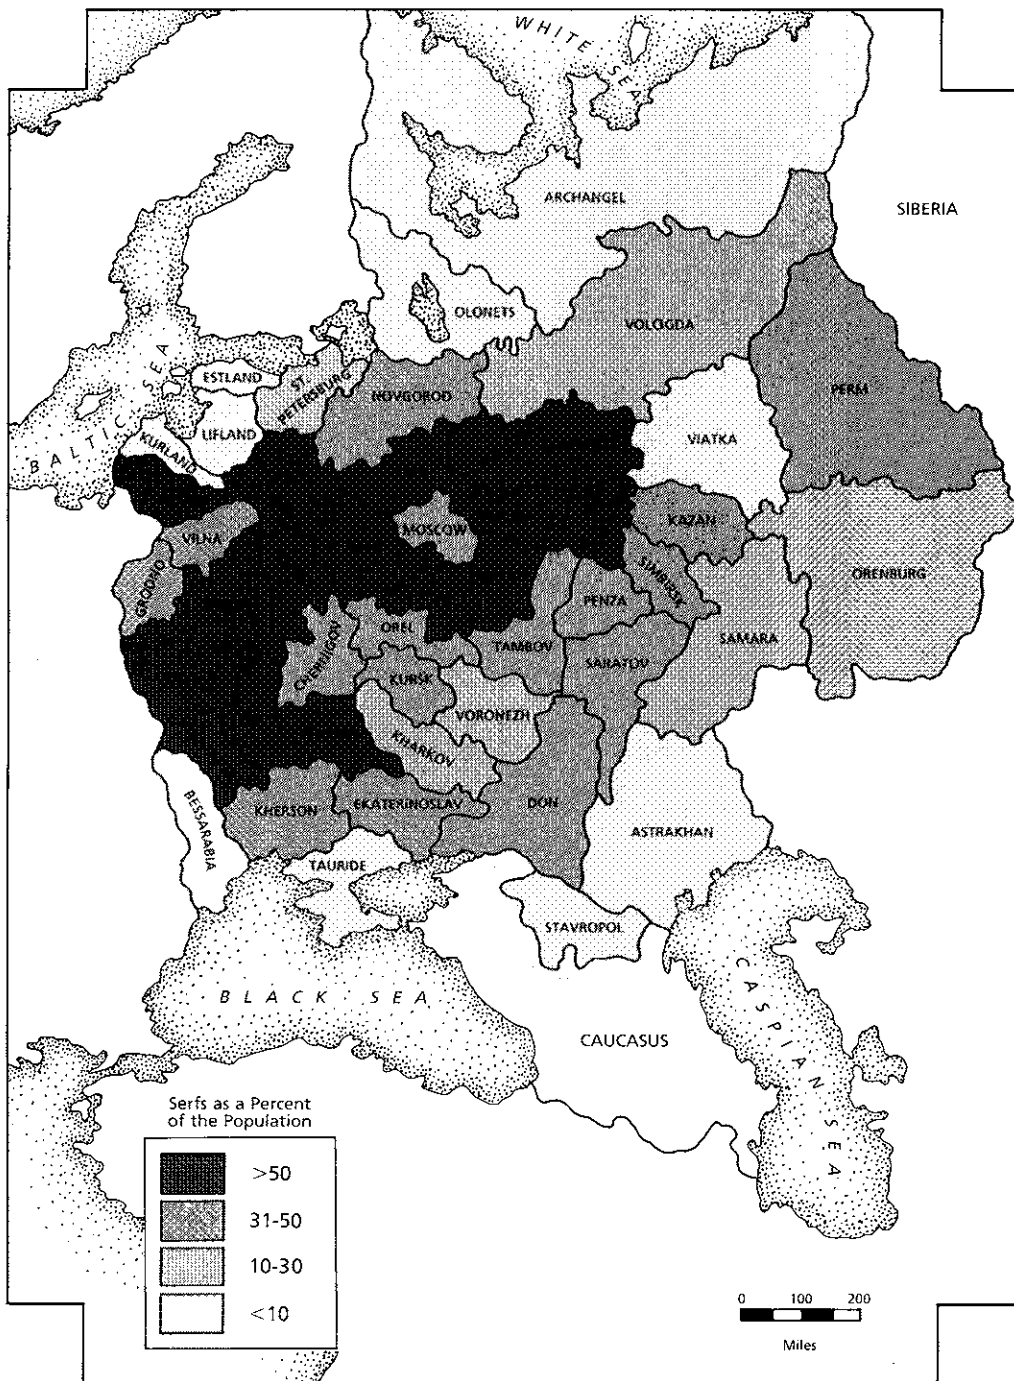 WHITE SEA
ARCHANGEL
SIBERIA
OLONETS
VOLOGDA
BALTIC SEA
ESTLAND
ST.
PETERSBURG
NOVGOROD
PERM
LIFLAND
KURLAND
VIATKA
VILNA
MOSCOW
KAZAN
GRODNO
SIMBIRSK
ORENBURG
PENZA
CHERNIGOV
OREL
TAMBOV
SARATOV
SAMARA
KURSK
VORONEZH
KHARKOV
BESSARABIA
KHERSON
EKATERINOSLAV
DON
ASTRAKHAN
TAURIDE
STAVROPOL
BLACK SEA
CASPIAN SEA
CAUCASUS
Serfs as a Percent
of the Population
>50
31-50
10-30
<10
0 100 200
Miles